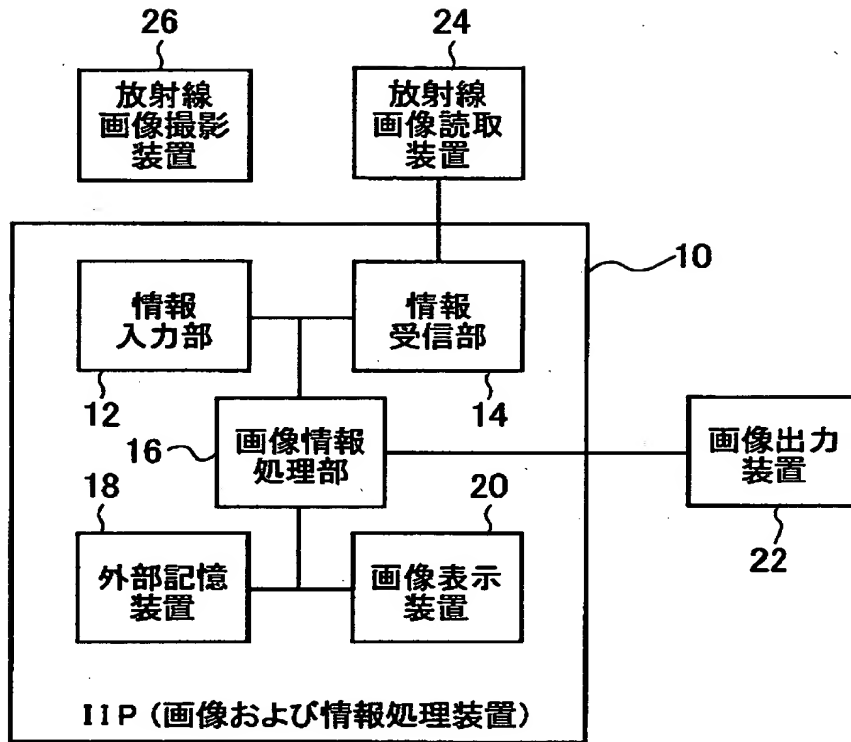 26
放射線
画像撮影
装置
24
放射線
画像読取
装置
10
情報
入力部
12
情報
受信部
14
16
画像情報
処理部
画像出力
装置
22
18
外部記憶
装置
20
画像表示
装置
IIP(画像および情報処理装置)